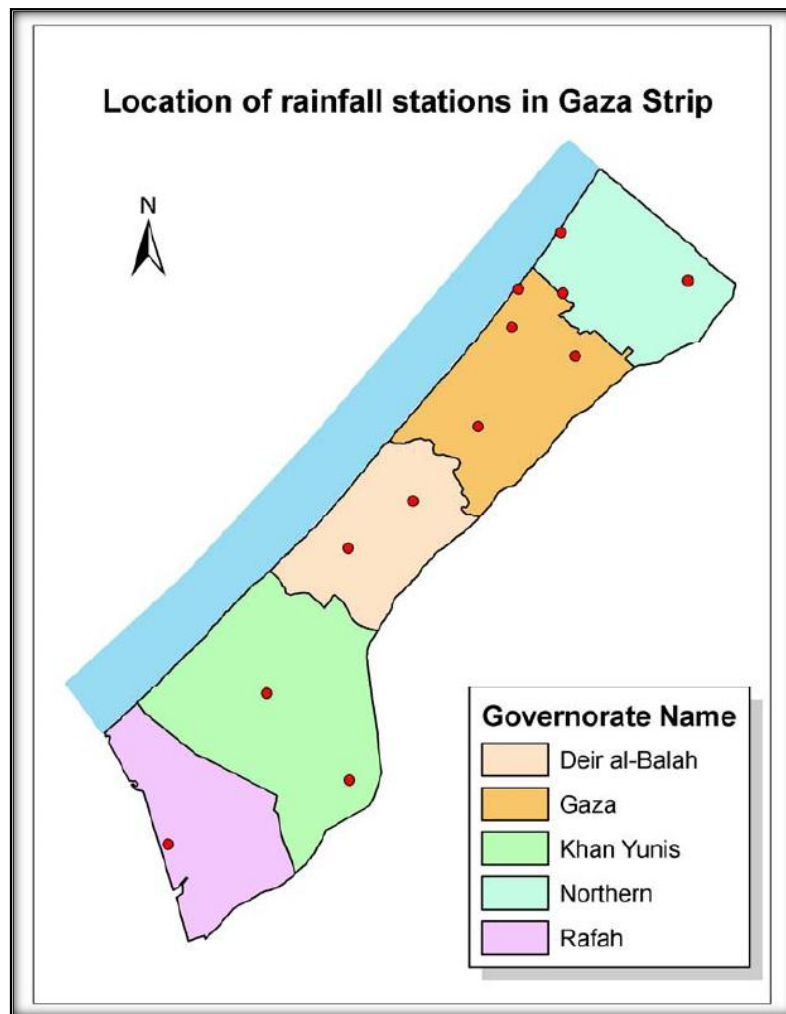 Location of rainfall stations in Gaza Strip
N
Governorate Name
Deir al-Balah
Gaza
Khan Yunis
Northern
Rafah